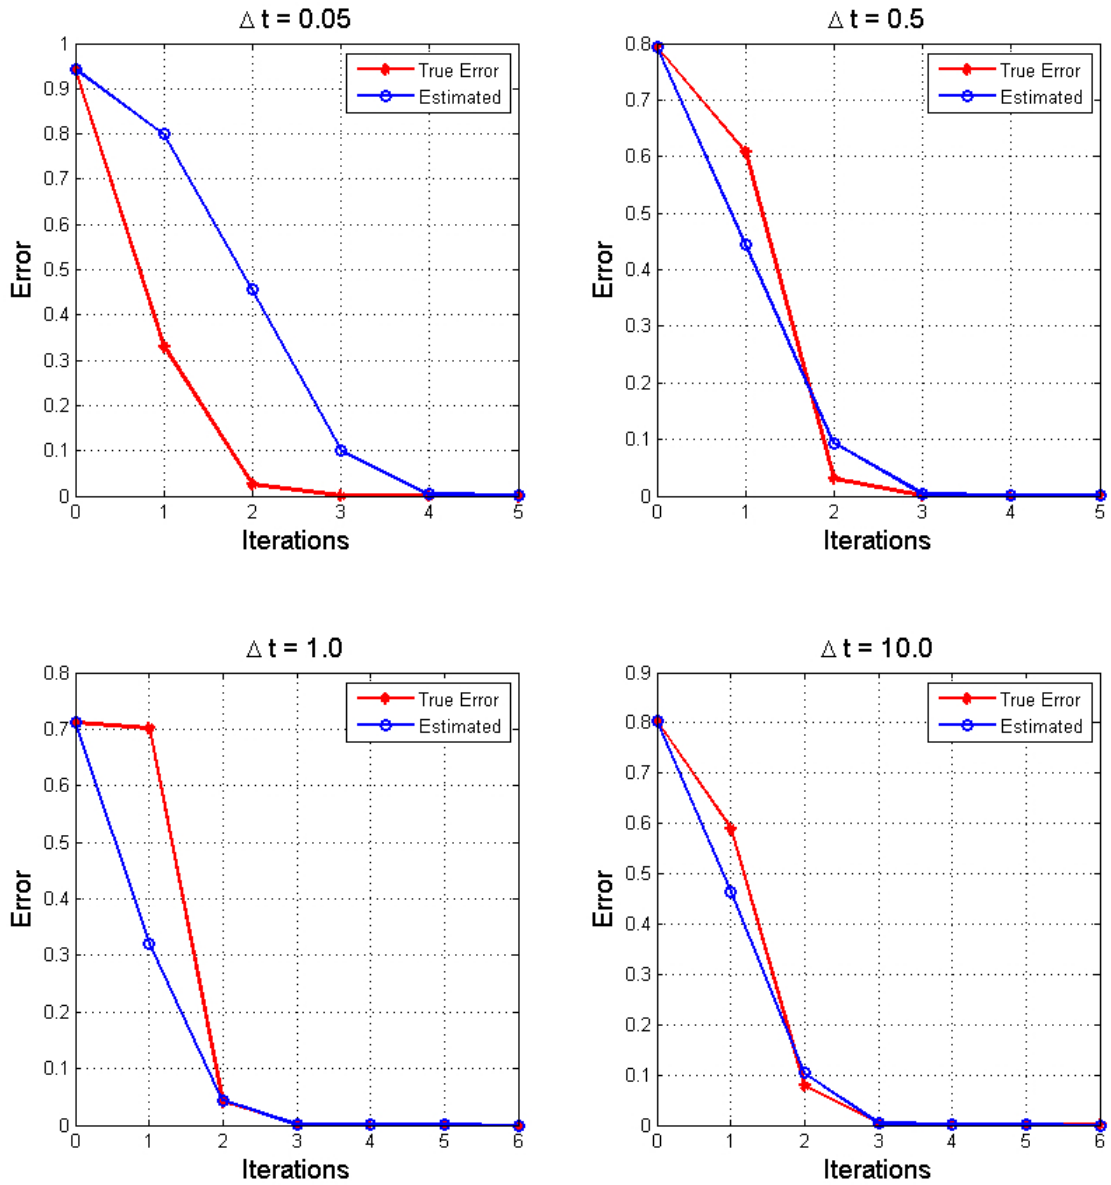 Δ t = 0.05
1
0.9
0.8
0.7
0.6
0.5
0.4
0.3
0.2
0.1
0
Error
True Error
Estimated
0 1 2 3 4 5
Iterations
Δ t = 0.5
0.8
0.7
0.6
0.5
0.4
0.3
0.2
0.1
0
Error
True Error
Estimated
0 1 2 3 4 5
Iterations
Δ t = 1.0
0.8
0.7
0.6
0.5
0.4
0.3
0.2
0.1
0
Error
True Error
Estimated
0 1 2 3 4 5 6
Iterations
Δ t = 10.0
0.9
0.8
0.7
0.6
0.5
0.4
0.3
0.2
0.1
0
Error
True Error
Estimated
0 1 2 3 4 5 6
Iterations